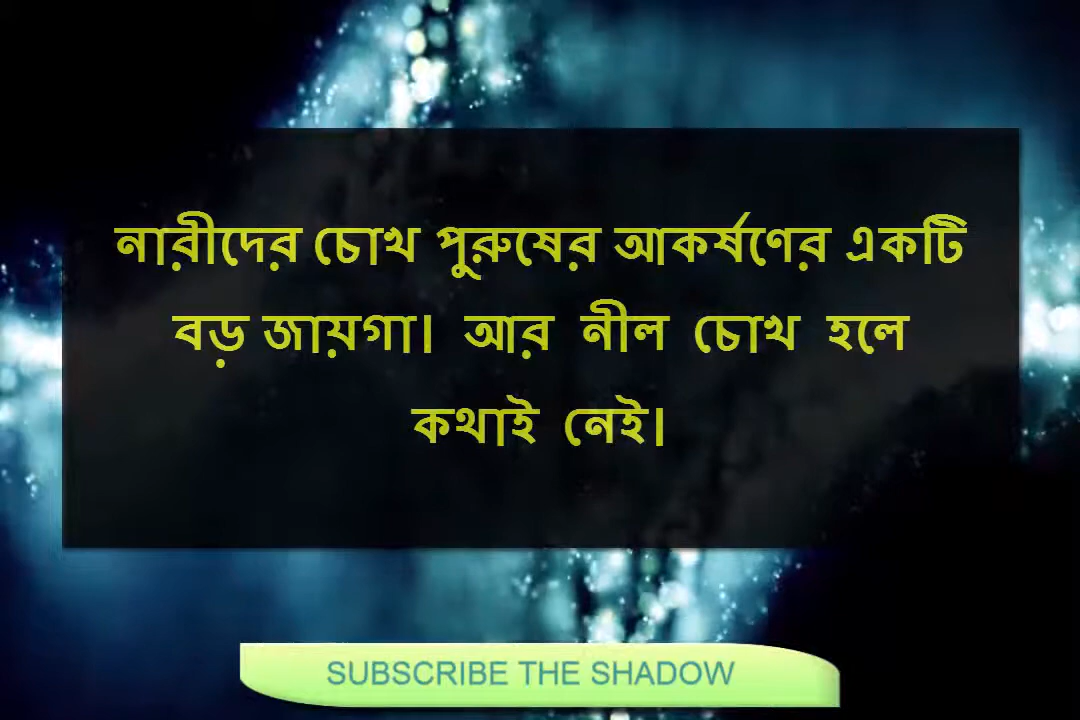 নারীদের চোখ পুরুষের আকর্ষণের একটি
বড় জায়গা। আর নীল চোখ হলে
কথাই নেই।
SUBSCRIBE THE SHADOW